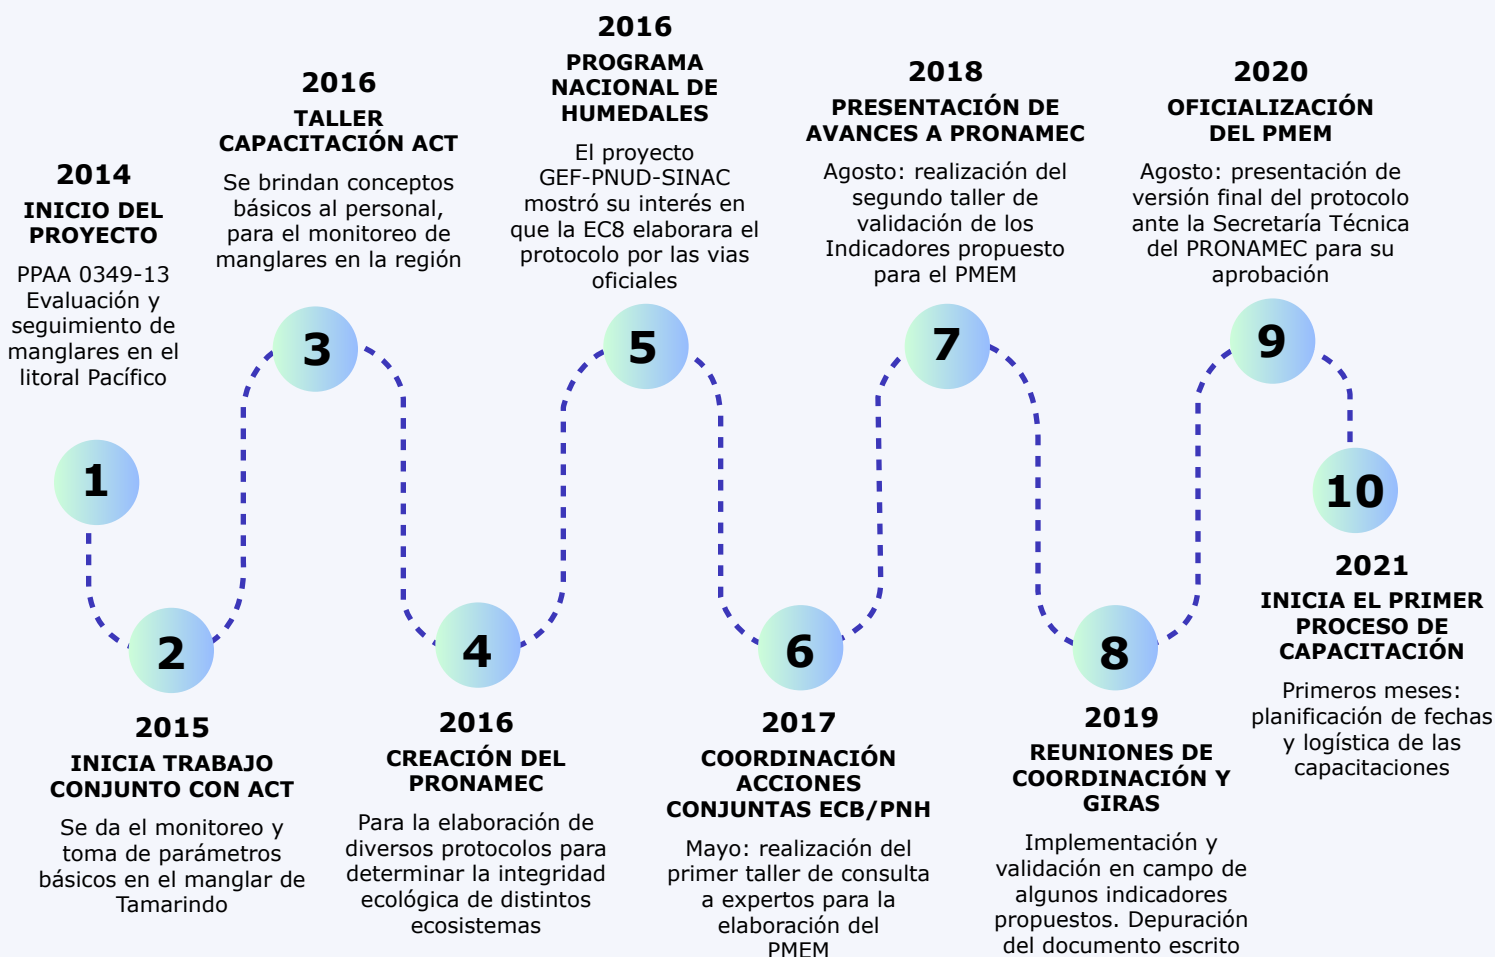 1
2014
INICIO DEL
PROYECTO
PPAA 0349-13
Evaluación y
seguimiento de
manglares en el
litoral Pacífico
2
2015
INICIA TRABAJO
CONJUNTO CON ACT
Se da el monitoreo y
toma de parámetros
básicos en el manglar de
Tamarindo
2016
TALLER
CAPACITACIÓN ACT
Se brindan conceptos
básicos al personal,
para el monitoreo de
manglares en la región
3
4
2016
CREACIÓN DEL
PRONAMEC
Para la elaboración de
diversos protocolos para
determinar la integridad
ecológica de distintos
ecosistemas
2016
PROGRAMA
NACIONAL DE
HUMEDALES
El proyecto
GEF-PNUD-SINAC
mostró su interés en
que la EC8 elaborara el
protocolo por las vias
oficiales
5
6
2017
COORDINACIÓN
ACCIONES
CONJUNTAS ECB/PNH
Mayo: realización del
primer taller de consulta
a expertos para la
elaboración del
PMEM
2018
PRESENTACIÓN DE
AVANCES A PRONAMEC
Agosto: realización del
segundo taller de
validación de los
Indicadores propuesto
para el PMEM
7
8
2019
REUNIONES DE
COORDINACIÓN Y
GIRAS
Implementación y
validación en campo de
algunos indicadores
propuestos. Depuración
del documento escrito
2020
OFICIALIZACIÓN
DEL PMEM
Agosto: presentación de
versión final del protocolo
ante la Secretaría Técnica
del PRONAMEC para su
aprobación
9
10
2021
INICIA EL PRIMER
PROCESO DE
CAPACITACIÓN
Primeros meses:
planificación de fechas
y logística de las
capacitaciones